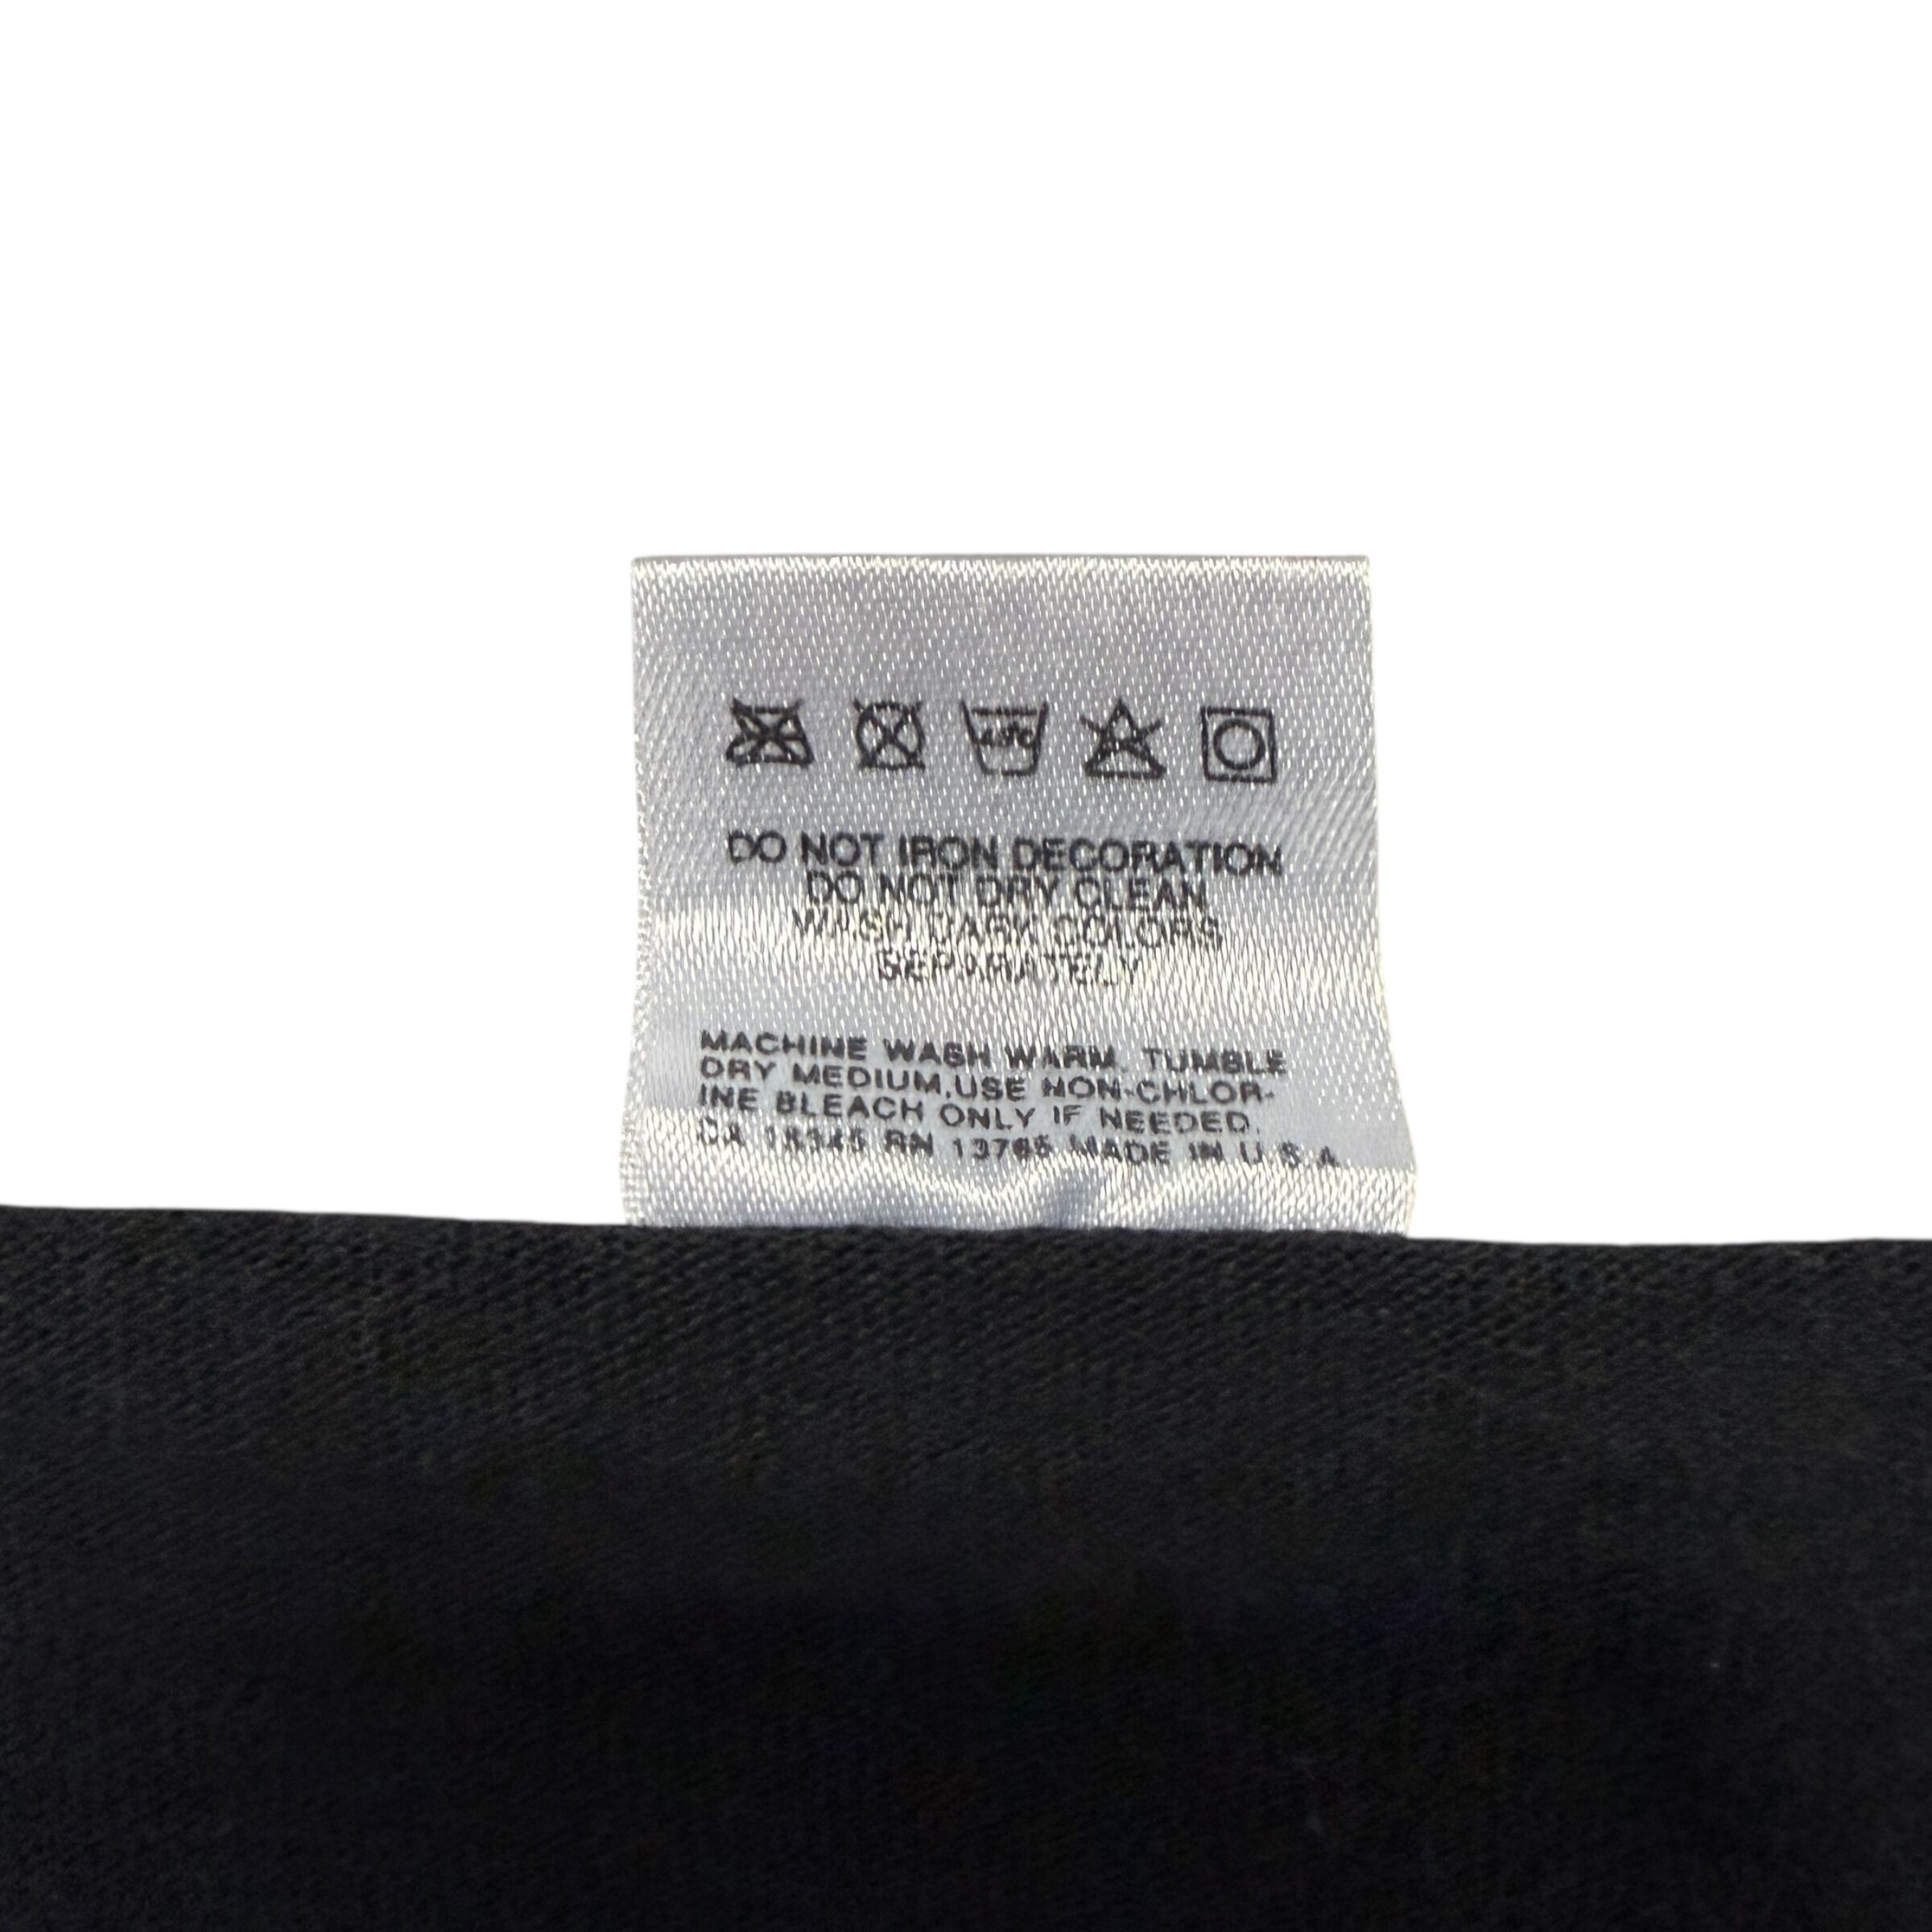 DO NOT IRON DECORATION
DO NOT DRY CLEAN
WASH DARK COLORS
SEPARATELY
MACHINE WASH WARM. TUMBLE
DRY MEDIUM.USE NON-CHLOR-
INE BLEACH ONLY IF NEEDED.
CA RN 13765 MADE IN U.S.A.